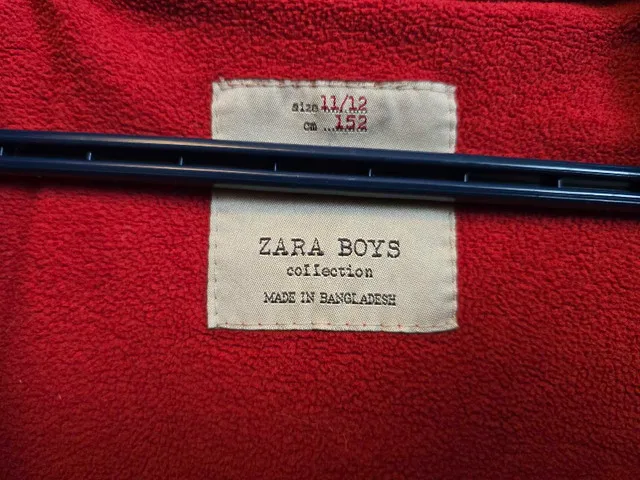 size 11/12
cm ...152
ZARA BOYS
collection
MADE IN BANGLADESH